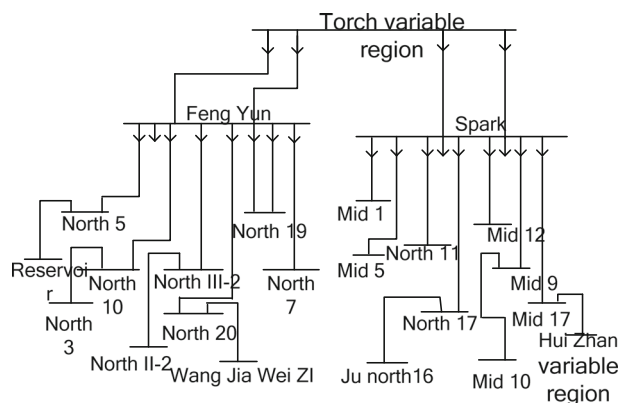 Torch variable
region
Feng Yun
Spark
North 5
North 19
Mid 1
Mid 12
North 11
Mid 5
Reservoi
r
North
10
North III-2
North
7
Mid 9
North
3
North 20
North 17
Mid 17
North II-2
Wang Jia Wei ZI
Ju north16
Mid 10
Hui Zhan
variable
region